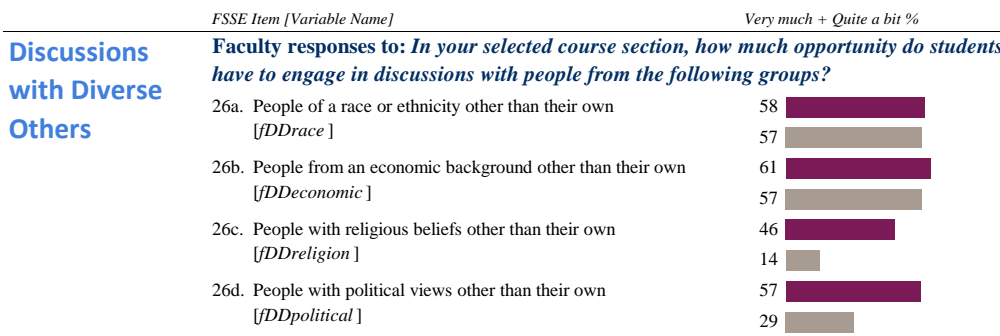 FSSE Item [Variable Name] Very much + Quite a bit %
Discussions
with Diverse
Others
Faculty responses to: In your selected course section, how much opportunity do students
have to engage in discussions with people from the following groups?
26a. People of a race or ethnicity other than their own 58
[fDDrace ] 57
26b. People from an economic background other than their own 61
[fDDeconomic ] 57
26c. People with religious beliefs other than their own 46
[fDDreligion ] 14
26d. People with political views other than their own 57
[fDDpolitical ] 29